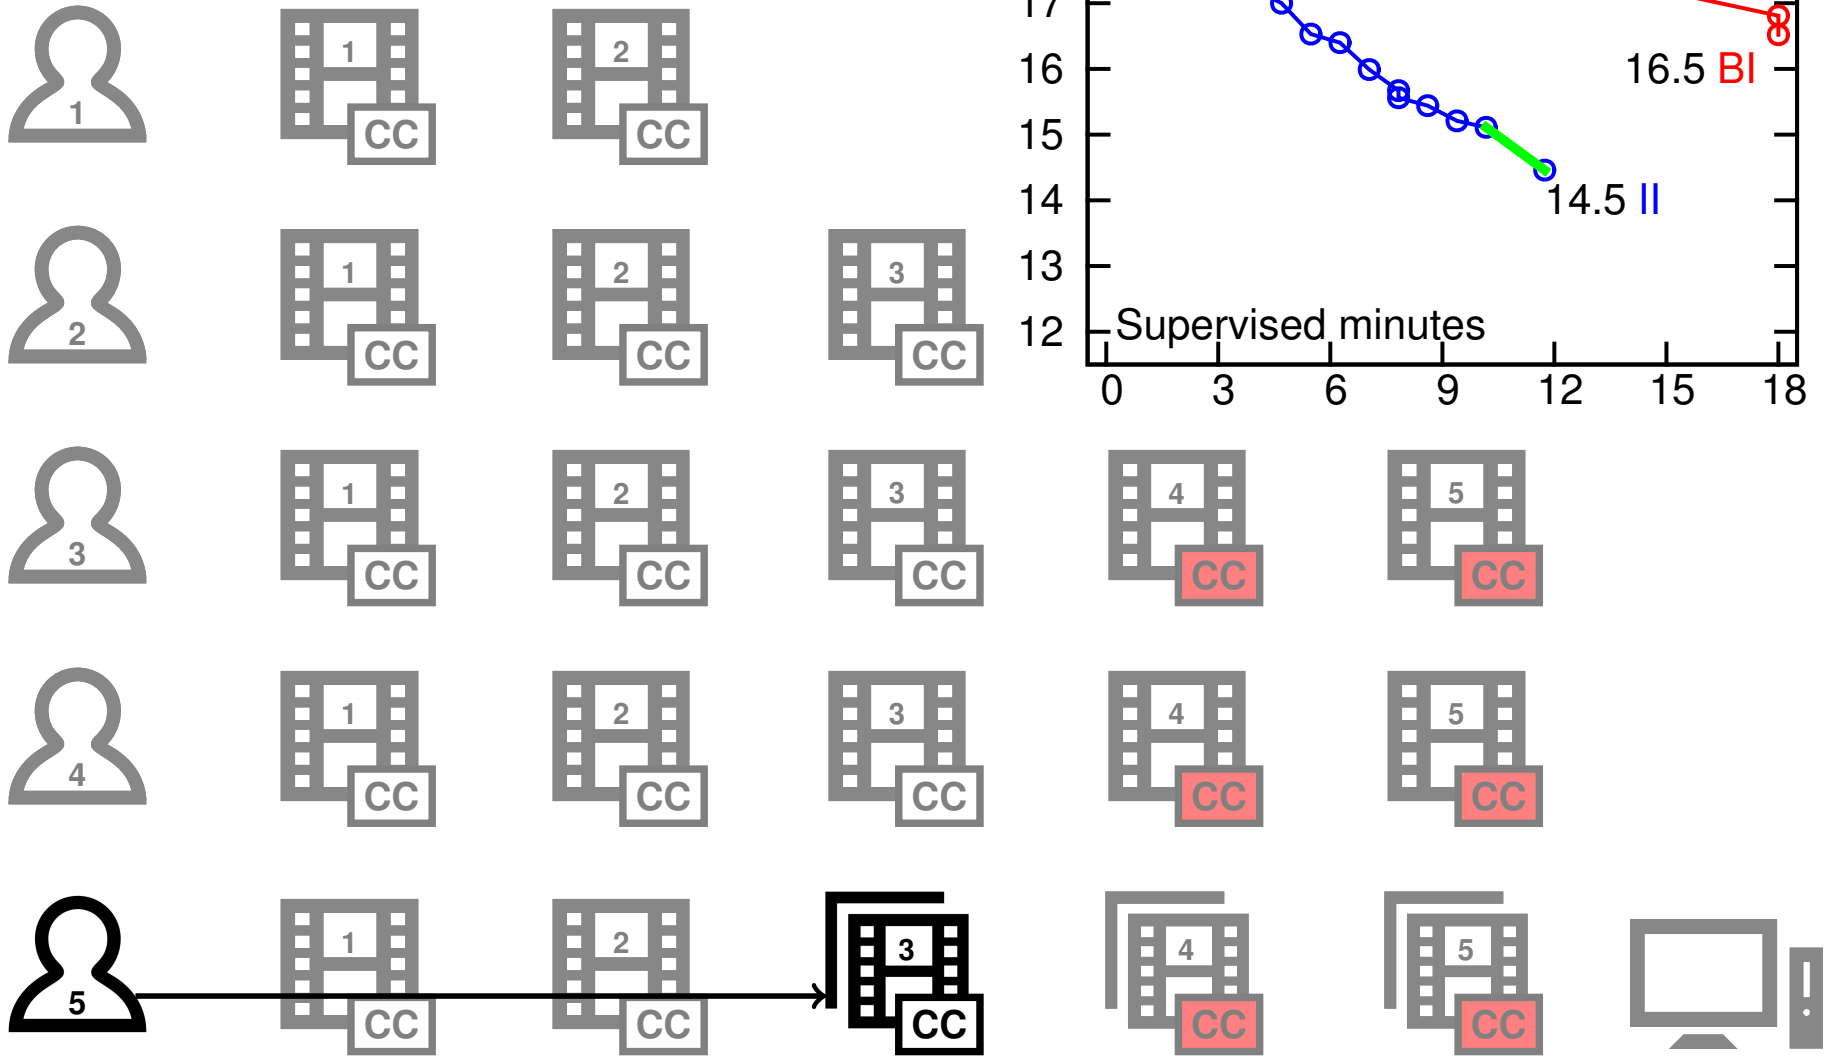 1 1 CC 2 CC
2 1 CC 2 CC 3 CC
3 1 CC 2 CC 3 CC 4 CC 5 CC
4 1 CC 2 CC 3 CC 4 CC 5 CC
5 1 CC 2 CC 3 CC 4 CC 5 CC
17
16
15
14
13
12
16.5 BI
14.5 II
Supervised minutes
0 3 6 9 12 15 18